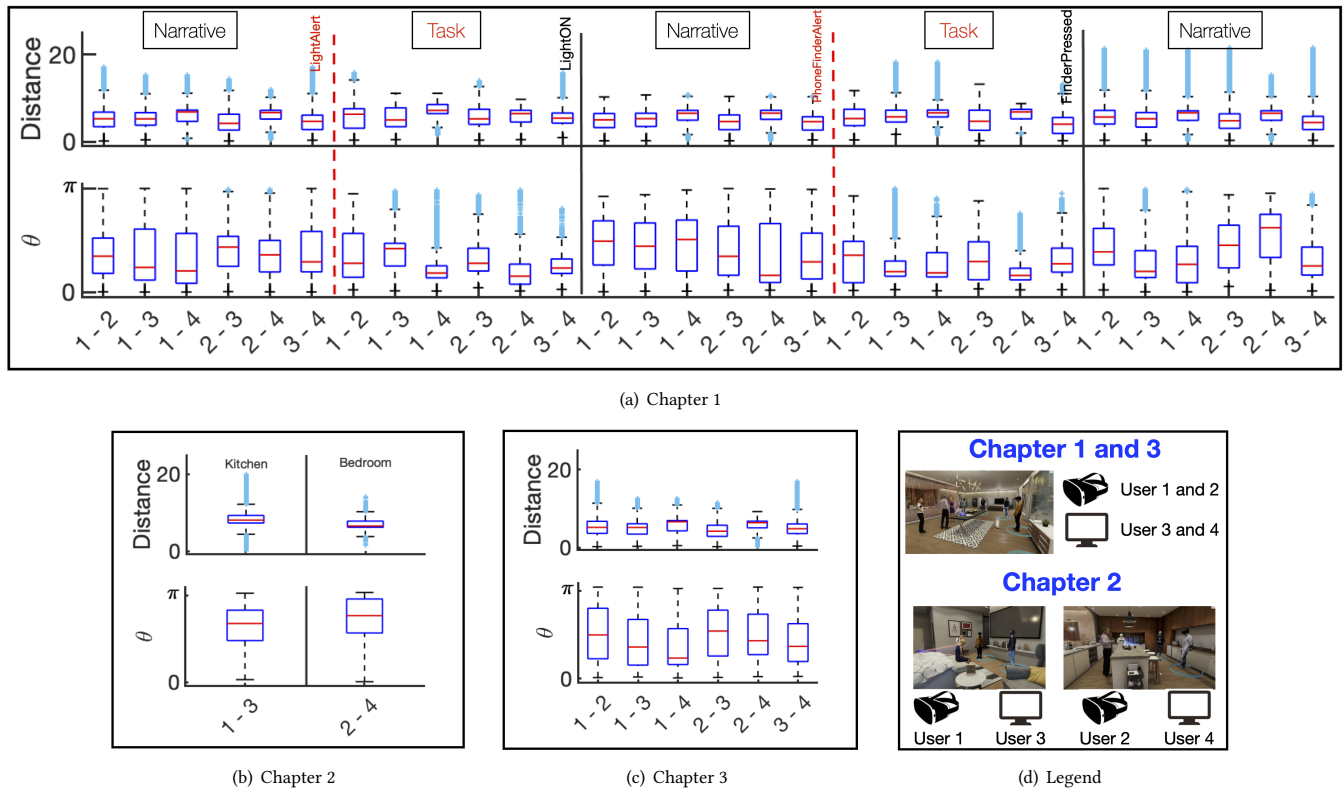 Narrative
LightAlert
Task
LightON
Narrative
PhoneFinderAlert
Task
FinderPressed
Narrative
Distance
20
0
θ
π
0
1 - 2 1 - 3 1 - 4 2 - 3 2 - 4 3 - 4 1 - 2 1 - 3 1 - 4 2 - 3 2 - 4 3 - 4 1 - 2 1 - 3 1 - 4 2 - 3 2 - 4 3 - 4 1 - 2 1 - 3 1 - 4 2 - 3 2 - 4 3 - 4 1 - 2 1 - 3 1 - 4 2 - 3 2 - 4 3 - 4
(a) Chapter 1
Kitchen
Bedroom
Distance
20
0
θ
π
0
1 - 3 2 - 4
(b) Chapter 2
Distance
20
0
θ
π
0
1 - 2 1 - 3 1 - 4 2 - 3 2 - 4 3 - 4
(c) Chapter 3
Chapter 1 and 3
User 1 and 2
User 3 and 4
Chapter 2
User 1 User 3 User 2 User 4
(d) Legend